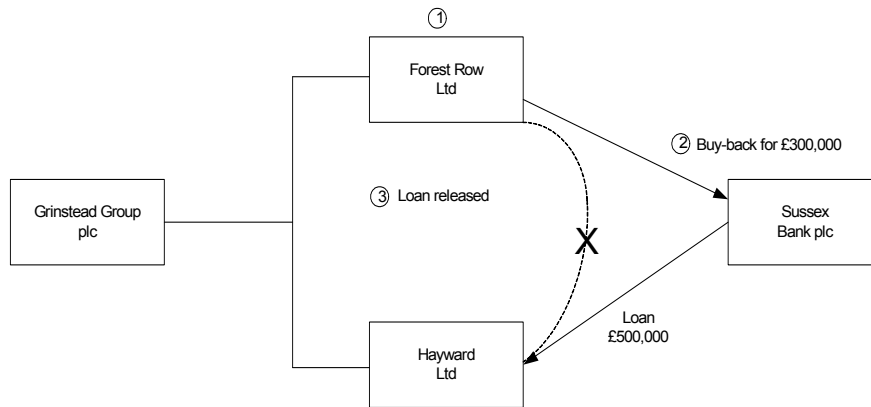 1
Forest Row
Ltd
2 Buy-back for £300,000
3 Loan released
Grinstead Group
plc
Sussex
Bank plc
X
Loan
£500,000
Hayward
Ltd